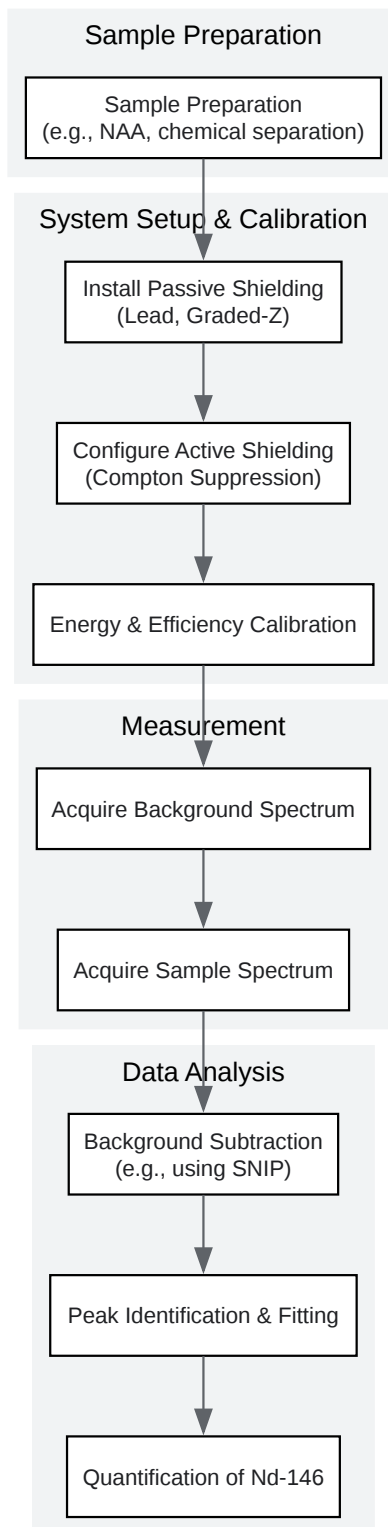 Sample Preparation
Sample Preparation
(e.g., NAA, chemical separation)
System Setup & Calibration
Install Passive Shielding
(Lead, Graded-Z)
Configure Active Shielding
(Compton Suppression)
Energy & Efficiency Calibration
Measurement
Acquire Background Spectrum
Acquire Sample Spectrum
Data Analysis
Background Subtraction
(e.g., using SNIP)
Peak Identification & Fitting
Quantification of Nd-146